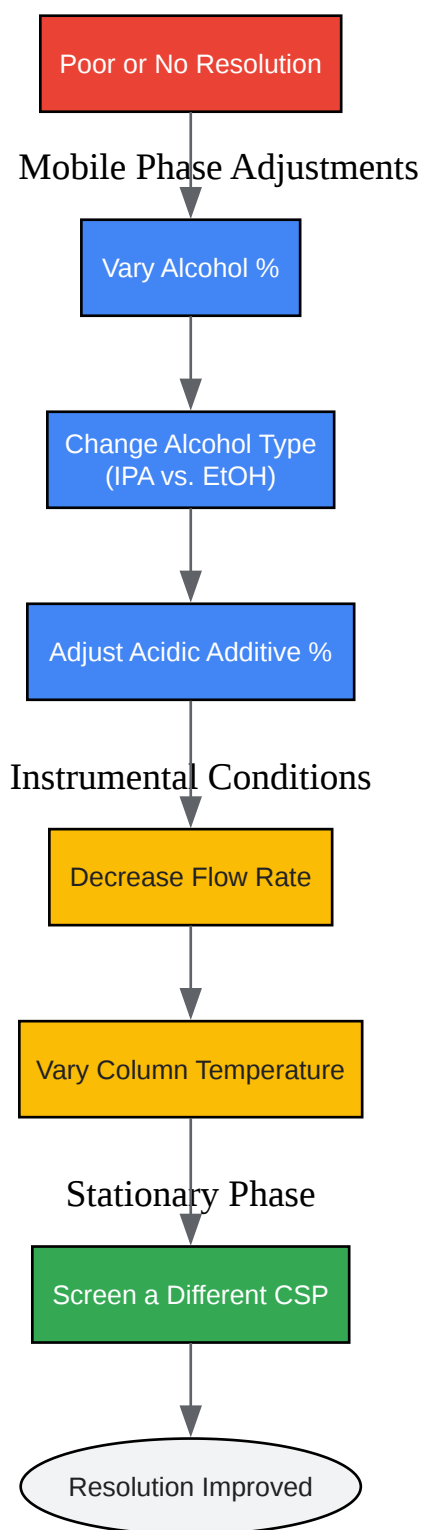 Poor or No Resolution
Mobile Phase Adjustments
Vary Alcohol %
Change Alcohol Type
(IPA vs. EtOH)
Adjust Acidic Additive %
Instrumental Conditions
Decrease Flow Rate
Vary Column Temperature
Stationary Phase
Screen a Different CSP
Resolution Improved